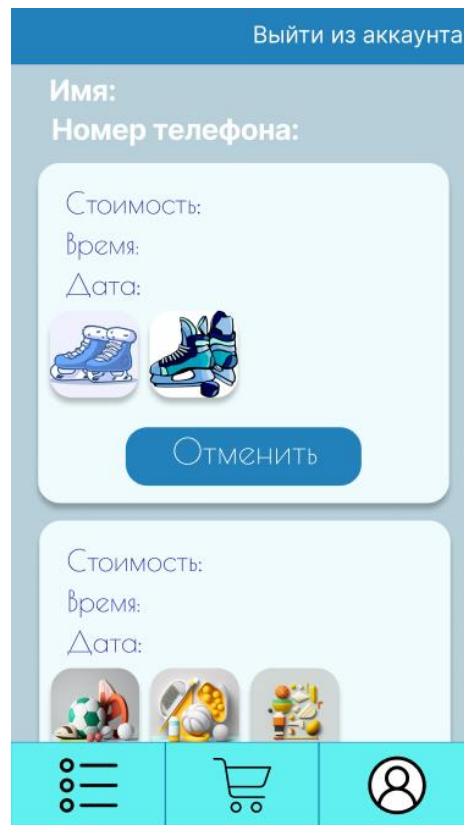 Выйти из аккаунта
Имя:
Номер телефона:
Стоимость:
Время:
Дата:
Отменить
Стоимость:
Время:
Дата: